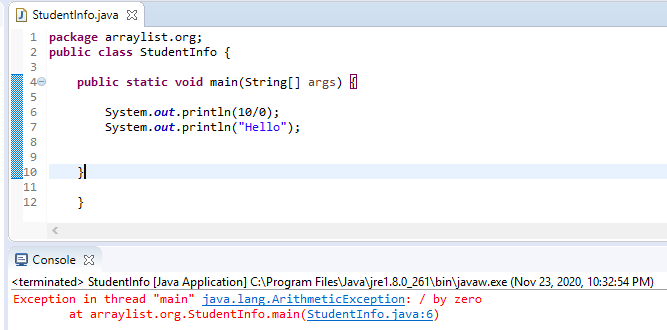 StudentInfo.java
1 package arraylist.org;
2 public class StudentInfo {
3
4 public static void main(String[] args) {
5
6 System.out.println(10/0);
7 System.out.println("Hello");
8
9
10 }
11
12 }
Console
<terminated> StudentInfo [Java Application] C:\Program Files\Java\jre1.8.0_261\bin\javaw.exe (Nov 23, 2020, 10:32:54 PM)
Exception in thread "main" java.lang.ArithmeticException: / by zero
at arraylist.org.StudentInfo.main(StudentInfo.java:6)